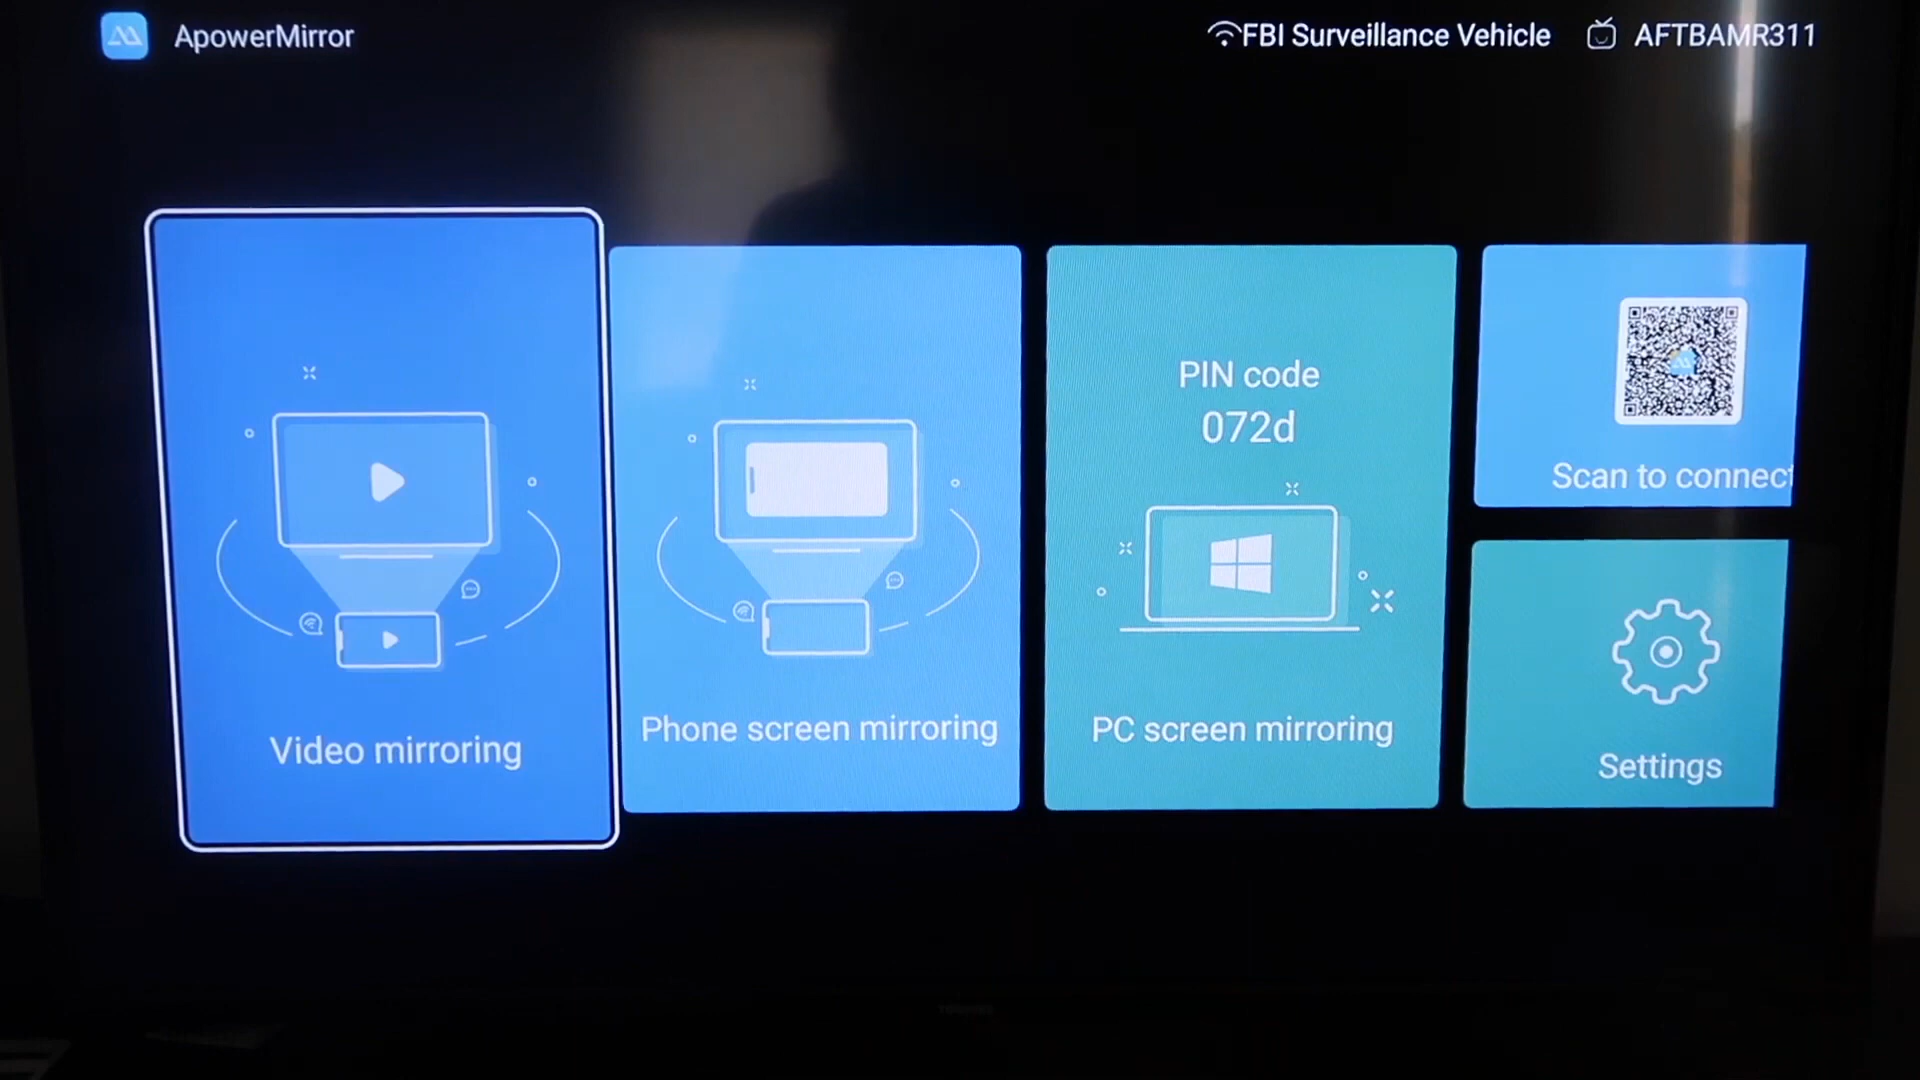 ApowerMirror
FBI Surveillance Vehicle
AFTBAMR311
Video mirroring
Phone screen mirroring
PIN code
072d
PC screen mirroring
Scan to connect
Settings